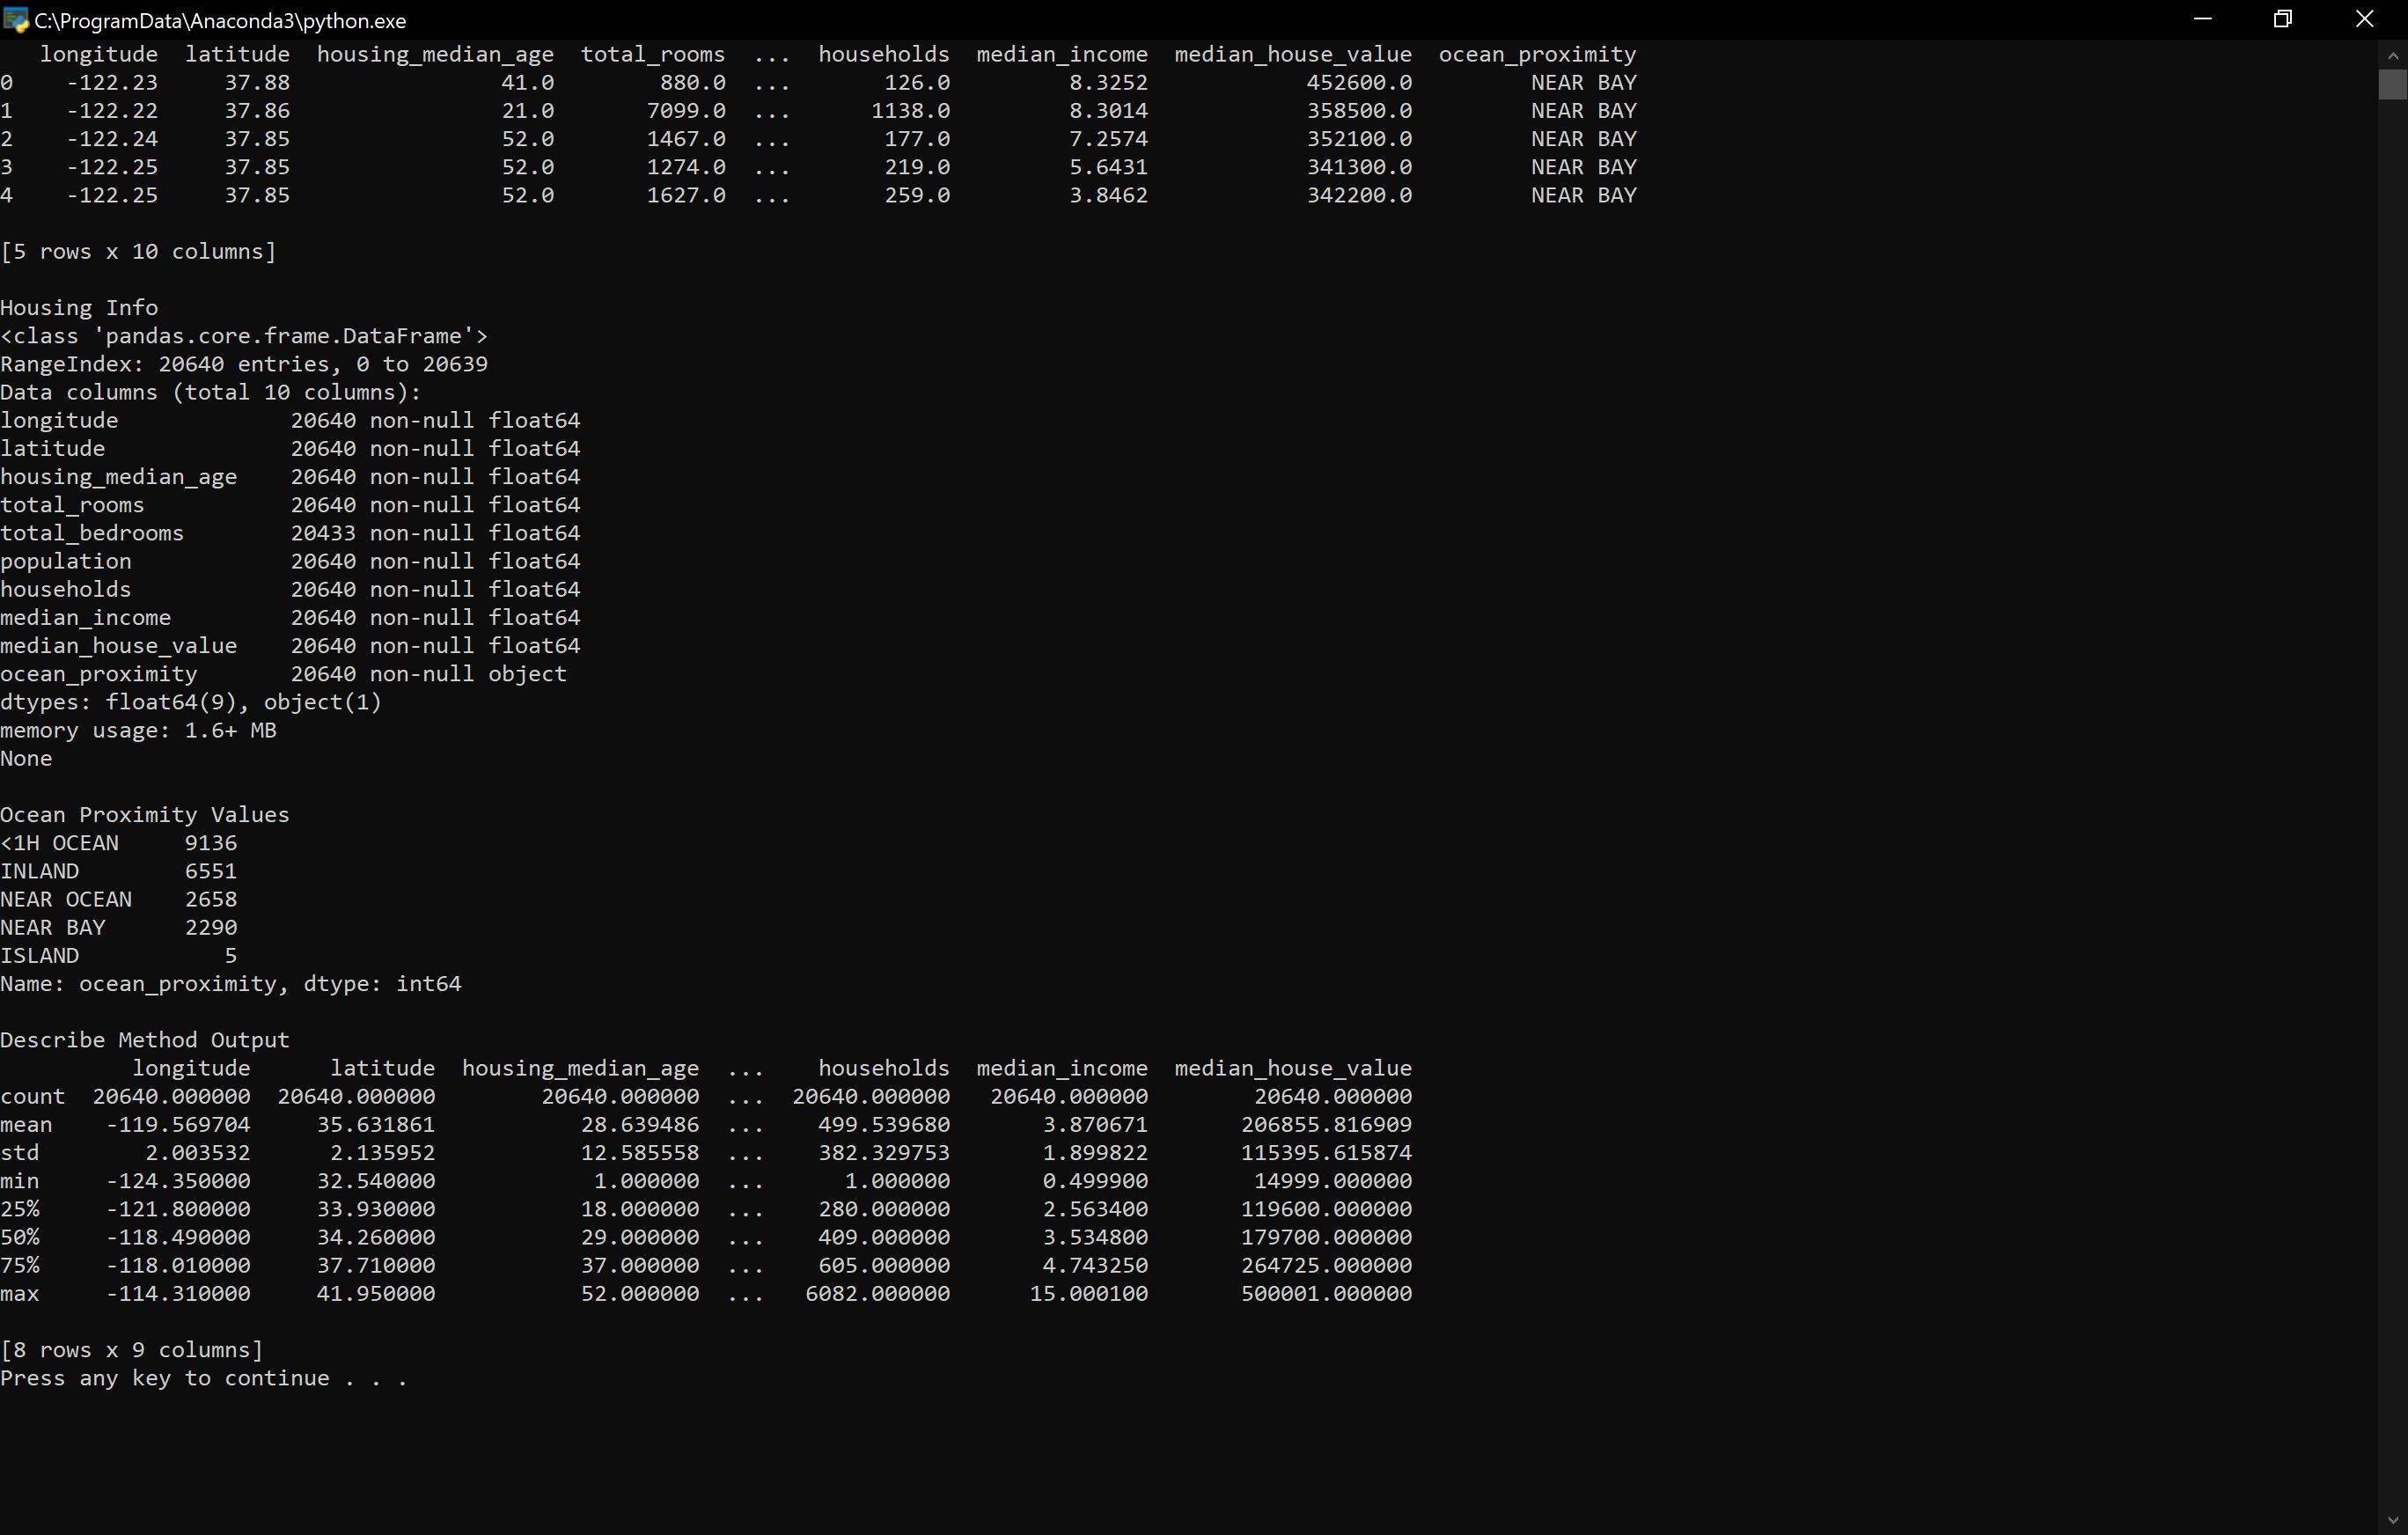 C:\ProgramData\Anaconda3\python.exe
   longitude  latitude  housing_median_age  total_rooms  ...  households  median_income  median_house_value  ocean_proximity
0    -122.23     37.88                41.0        880.0  ...       126.0         8.3252            452600.0         NEAR BAY
1    -122.22     37.86                21.0       7099.0  ...      1138.0         8.3014            358500.0         NEAR BAY
2    -122.24     37.85                52.0       1467.0  ...       177.0         7.2574            352100.0         NEAR BAY
3    -122.25     37.85                52.0       1274.0  ...       219.0         5.6431            341300.0         NEAR BAY
4    -122.25     37.85                52.0       1627.0  ...       259.0         3.8462            342200.0         NEAR BAY

[5 rows x 10 columns]

Housing Info
<class 'pandas.core.frame.DataFrame'>
RangeIndex: 20640 entries, 0 to 20639
Data columns (total 10 columns):
longitude             20640 non-null float64
latitude              20640 non-null float64
housing_median_age    20640 non-null float64
total_rooms           20640 non-null float64
total_bedrooms        20433 non-null float64
population            20640 non-null float64
households            20640 non-null float64
median_income         20640 non-null float64
median_house_value    20640 non-null float64
ocean_proximity       20640 non-null object
dtypes: float64(9), object(1)
memory usage: 1.6+ MB
None

Ocean Proximity Values
<1H OCEAN     9136
INLAND        6551
NEAR OCEAN    2658
NEAR BAY      2290
ISLAND           5
Name: ocean_proximity, dtype: int64

Describe Method Output
          longitude      latitude  housing_median_age  ...    households  median_income  median_house_value
count  20640.000000  20640.000000        20640.000000  ...  20640.000000   20640.000000        20640.000000
mean    -119.569704     35.631861           28.639486  ...    499.539680       3.870671       206855.816909
std        2.003532      2.135952           12.585558  ...    382.329753       1.899822       115395.615874
min     -124.350000     32.540000            1.000000  ...      1.000000       0.499900        14999.000000
25%     -121.800000     33.930000           18.000000  ...    280.000000       2.563400       119600.000000
50%     -118.490000     34.260000           29.000000  ...    409.000000       3.534800       179700.000000
75%     -118.010000     37.710000           37.000000  ...    605.000000       4.743250       264725.000000
max     -114.310000     41.950000           52.000000  ...   6082.000000      15.000100       500001.000000

[8 rows x 9 columns]
Press any key to continue . . .